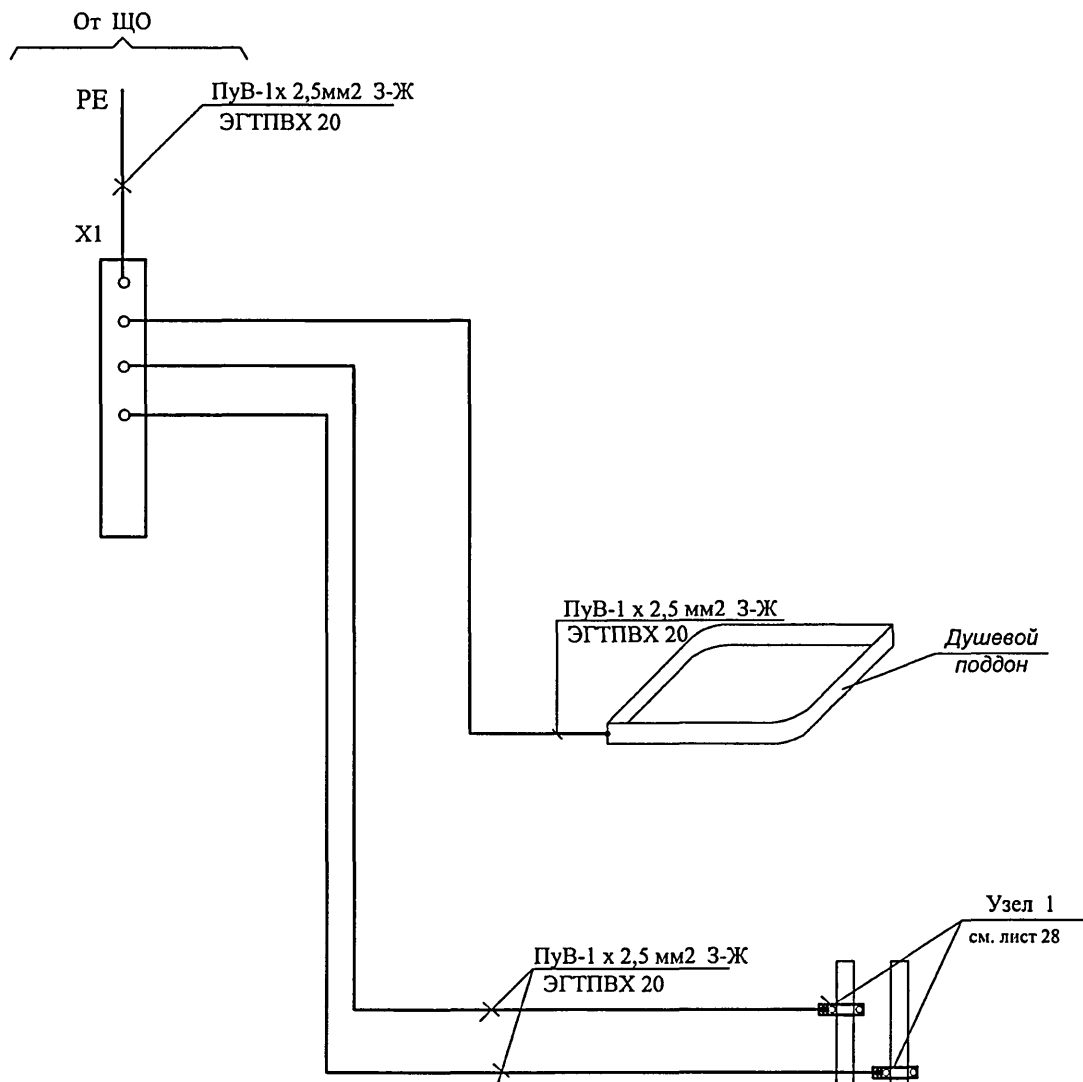 От ЩО
PE
ПуВ-1х 2,5мм2 З-Ж
ЭГТПВХ 20
X1
ПуВ-1 х 2,5 мм2 З-Ж
ЭГТПВХ 20
Душевой
поддон
Узел 1
см. лист 28
ПуВ-1 х 2,5 мм2 З-Ж
ЭГТПВХ 20